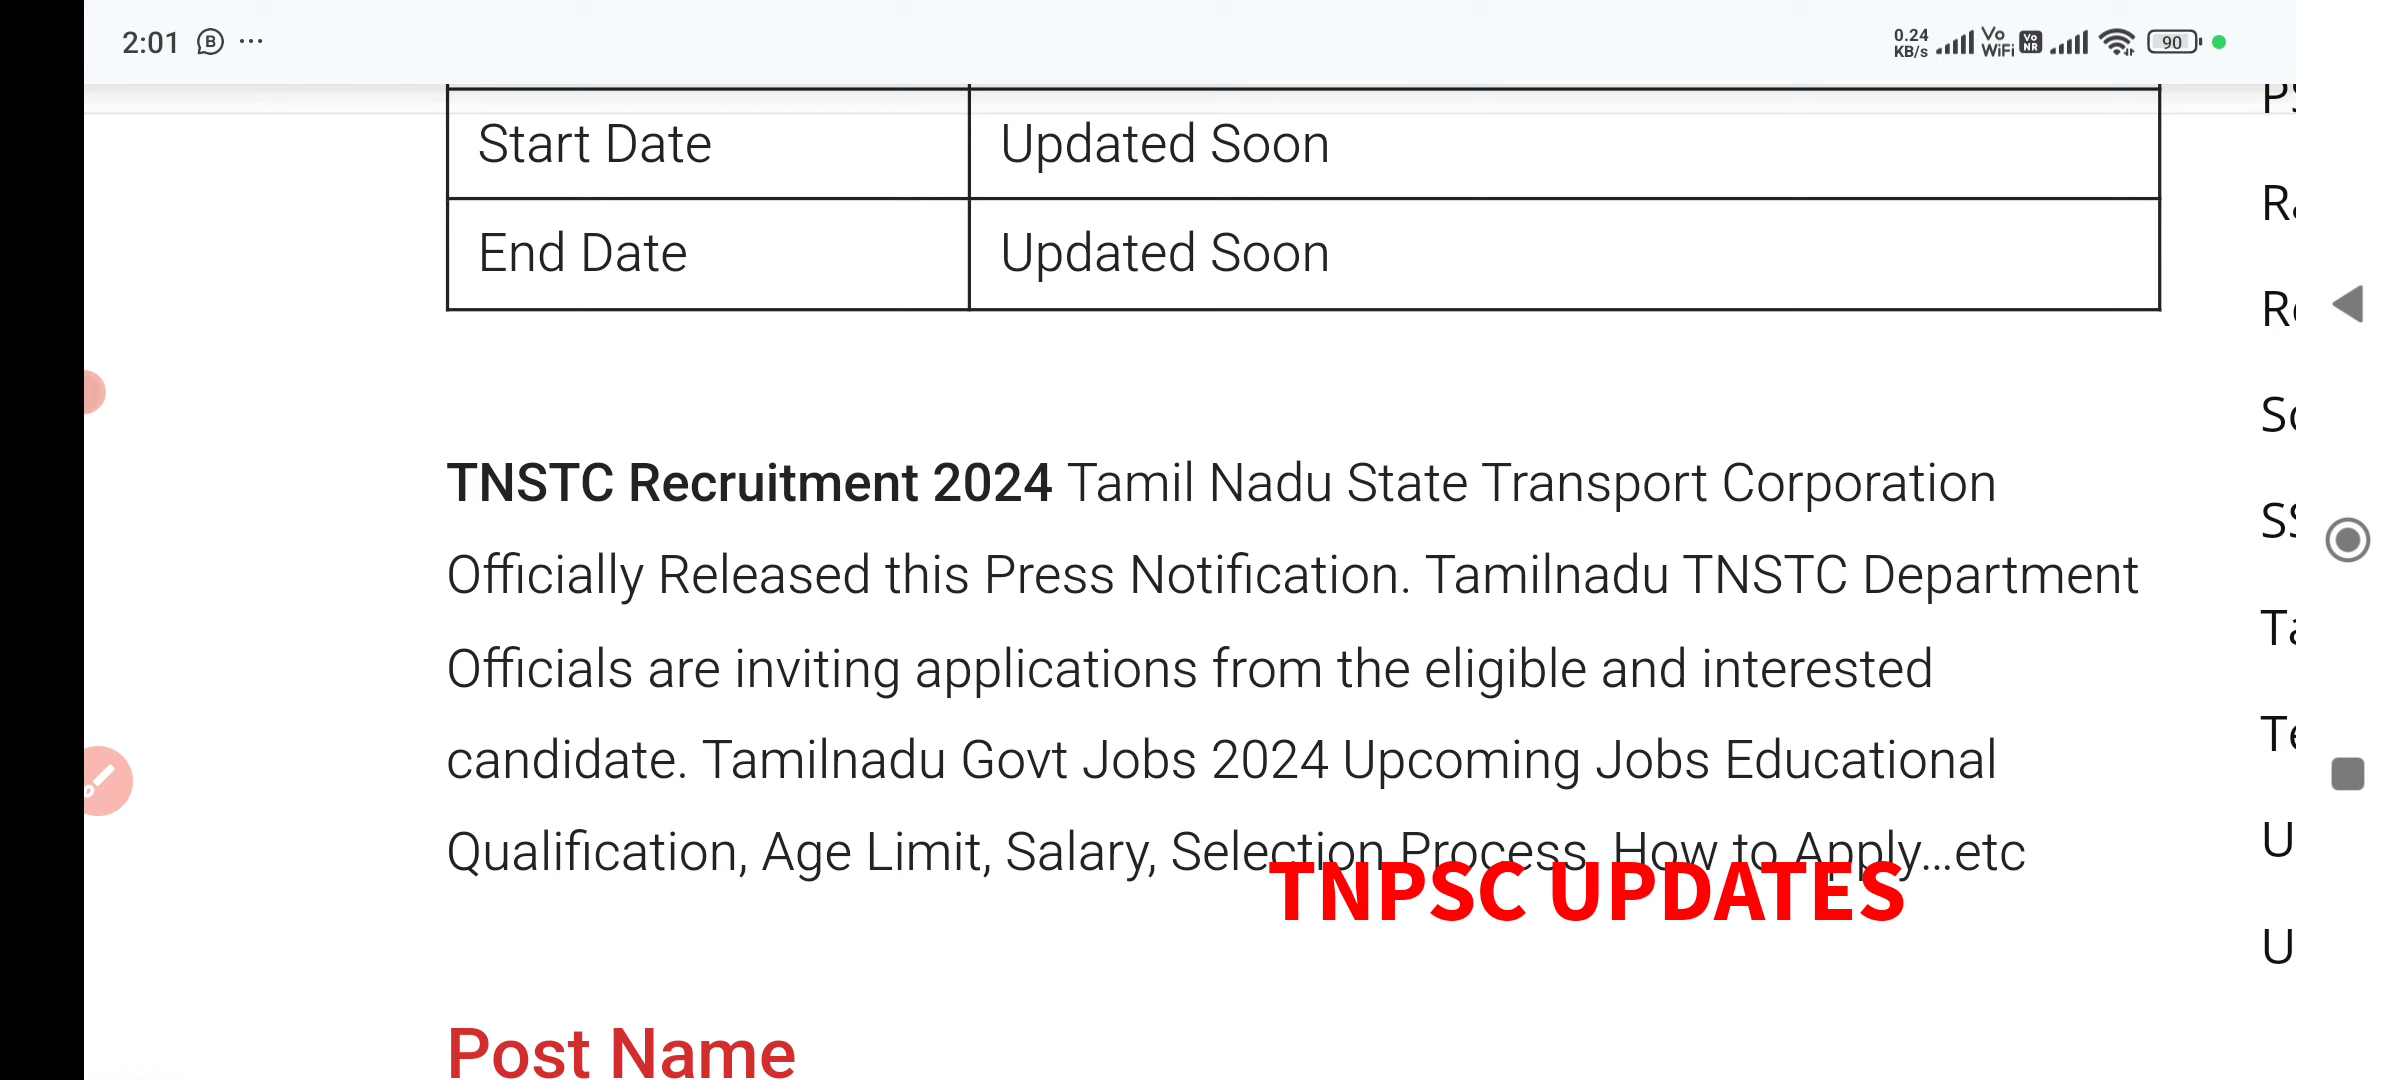 2:01
0.24
KB/s
Vo
WiFi
Vo
NR
90
Start Date Updated Soon
End Date Updated Soon
TNSTC Recruitment 2024 Tamil Nadu State Transport Corporation
Officially Released this Press Notification. Tamilnadu TNSTC Department
Officials are inviting applications from the eligible and interested
candidate. Tamilnadu Govt Jobs 2024 Upcoming Jobs Educational
Qualification, Age Limit, Salary, Selection Process, How to Apply...etc
TNPSC UPDATES
Post Name